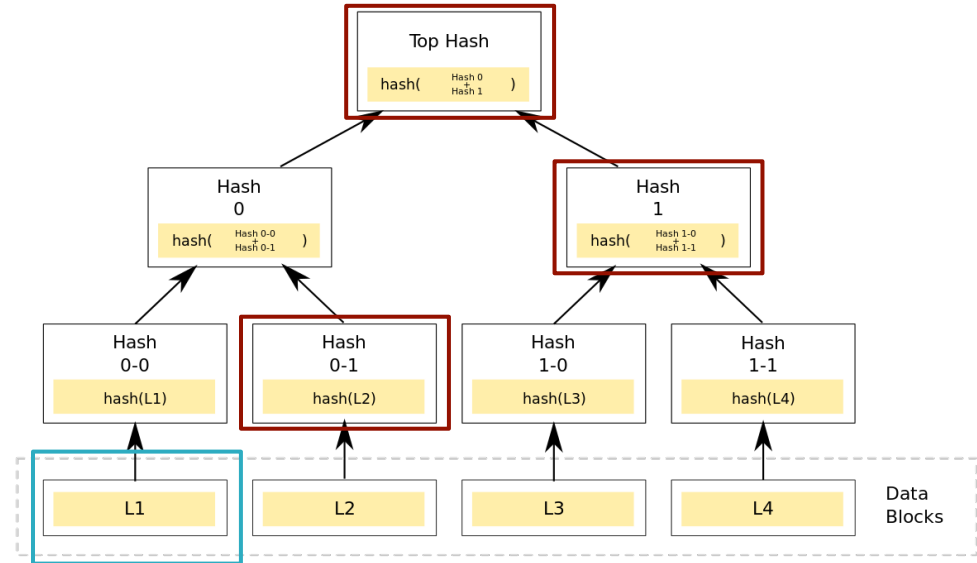 Top Hash
hash( Hash 0 + Hash 1 )
Hash
0
hash( Hash 0-0 + Hash 0-1 )
Hash
1
hash( Hash 1-0 + Hash 1-1 )
Hash
0-0
hash(L1)
Hash
0-1
hash(L2)
Hash
1-0
hash(L3)
Hash
1-1
hash(L4)
L1
L2
L3
L4
Data
Blocks